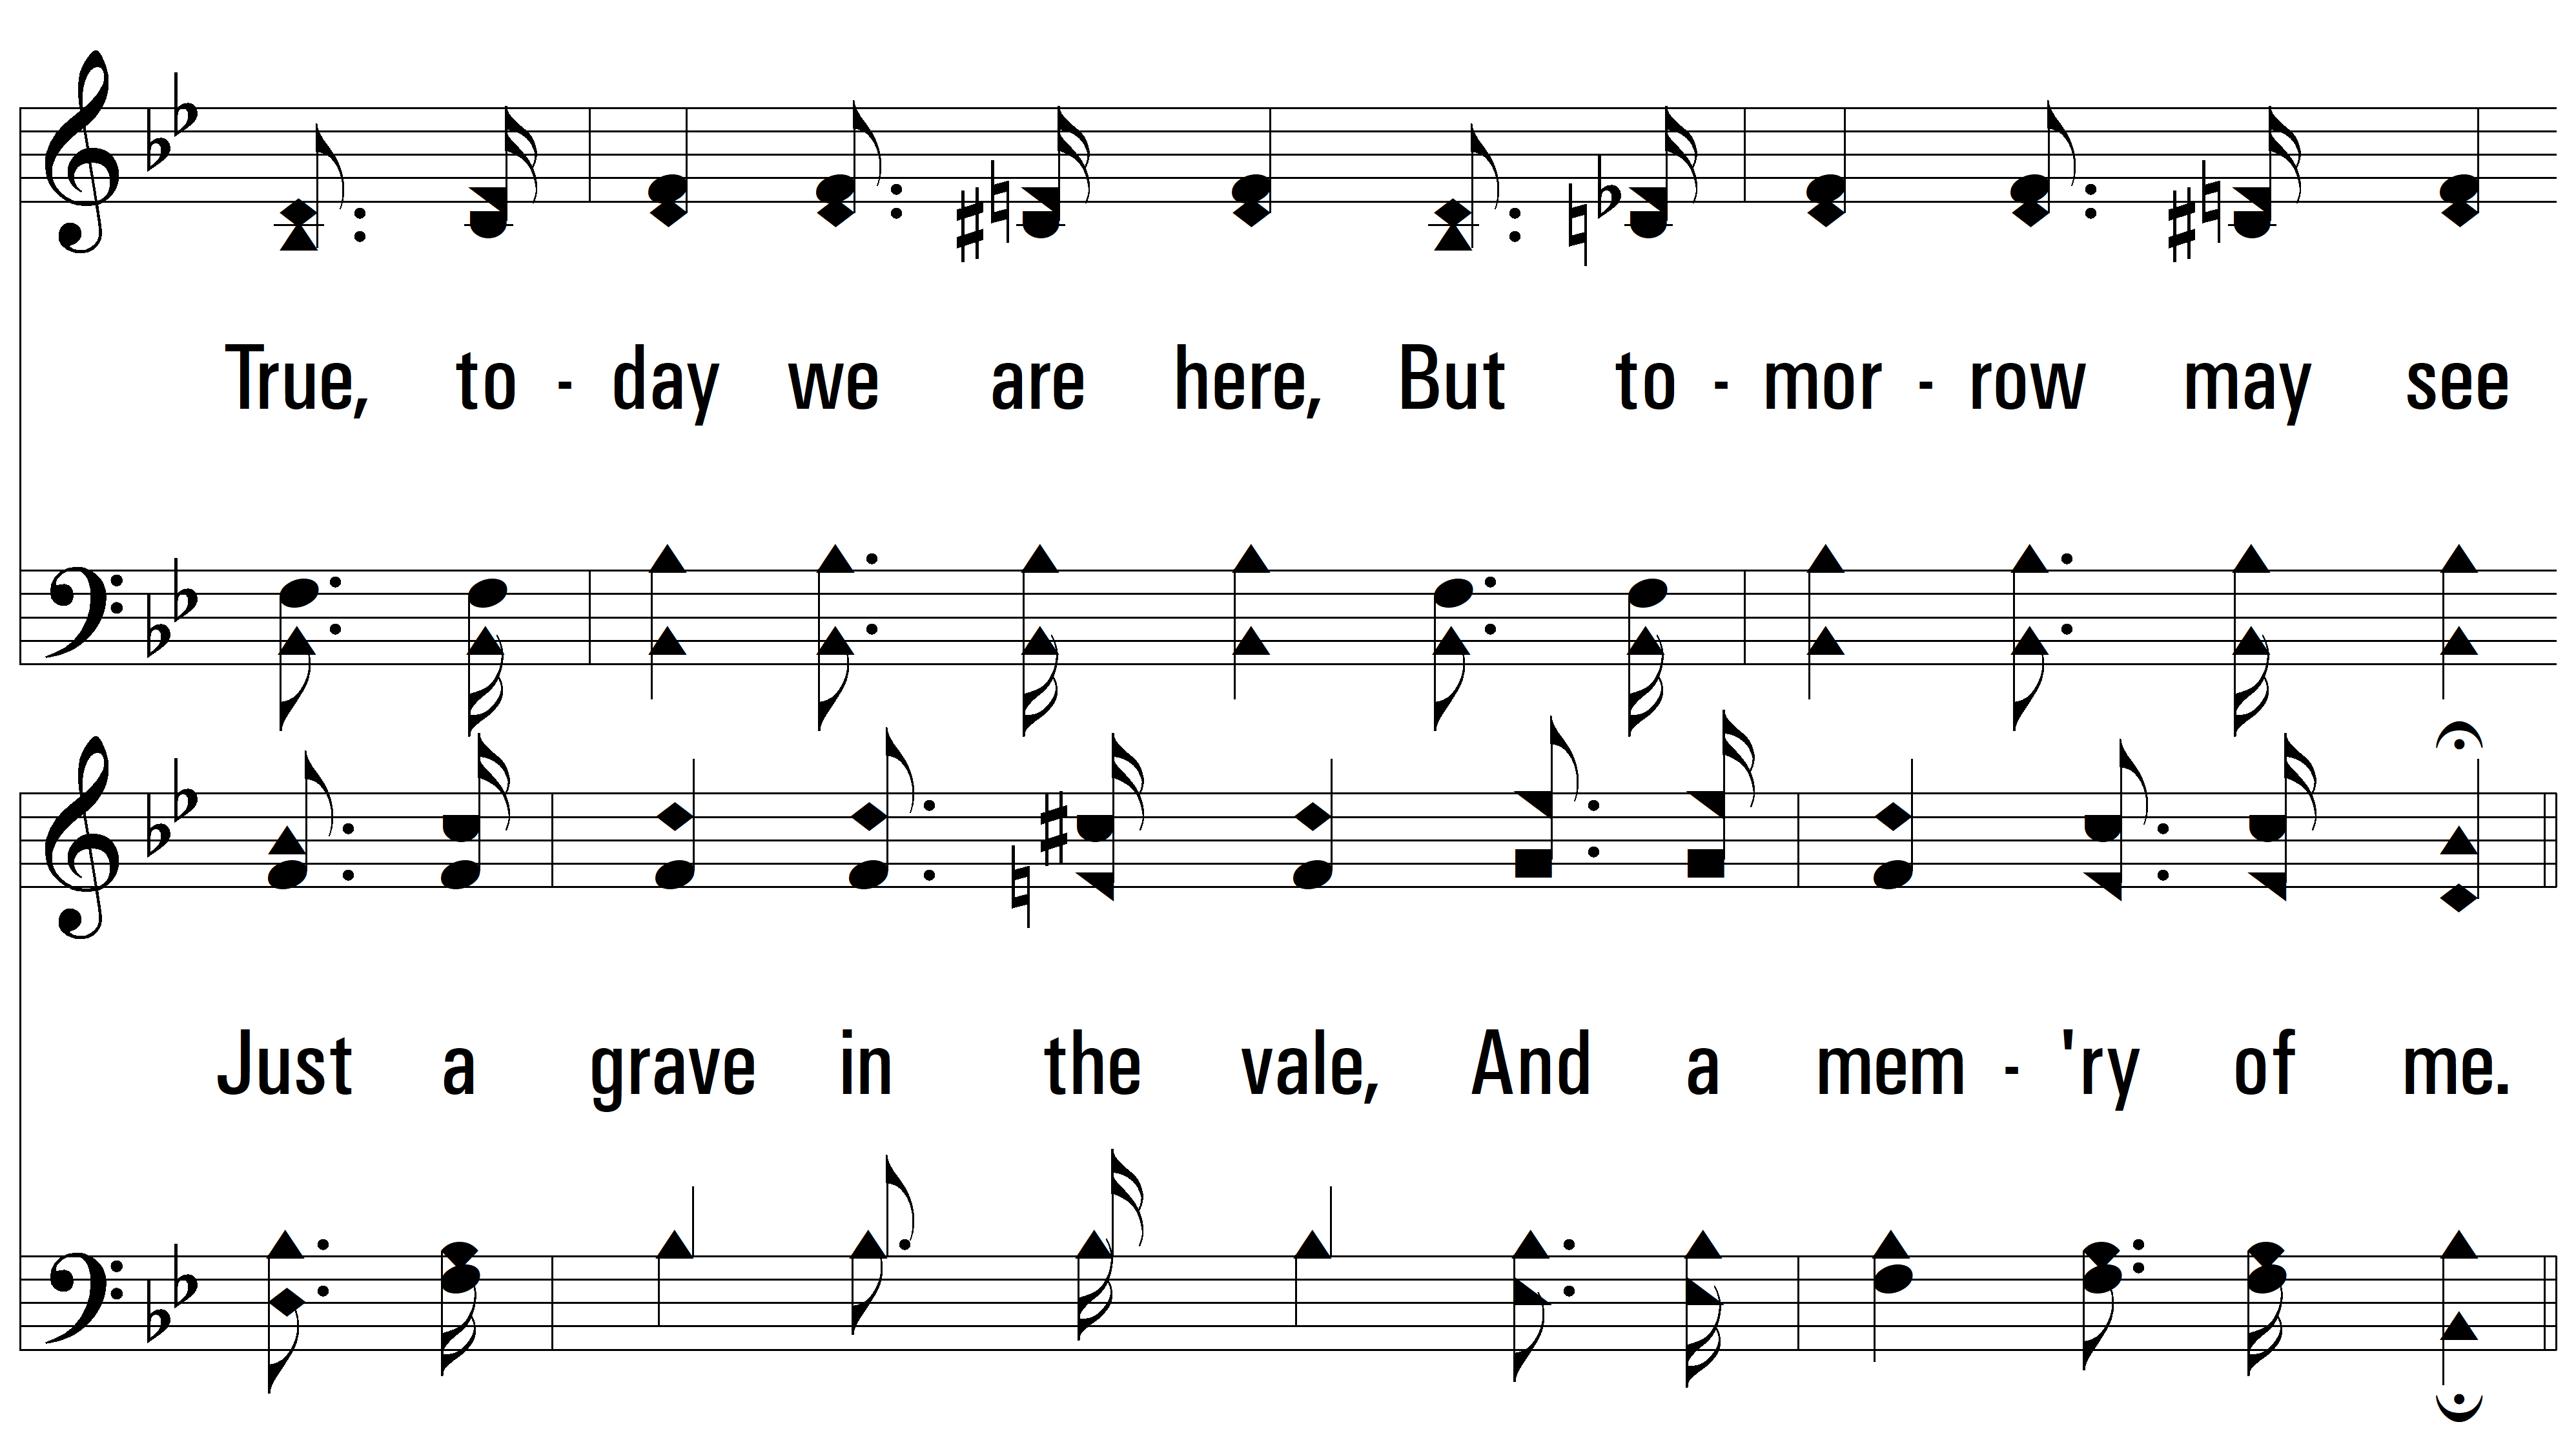 True, to - day we are here, But to - mor - row may see
Just a grave in the vale, And a mem - 'ry of me.